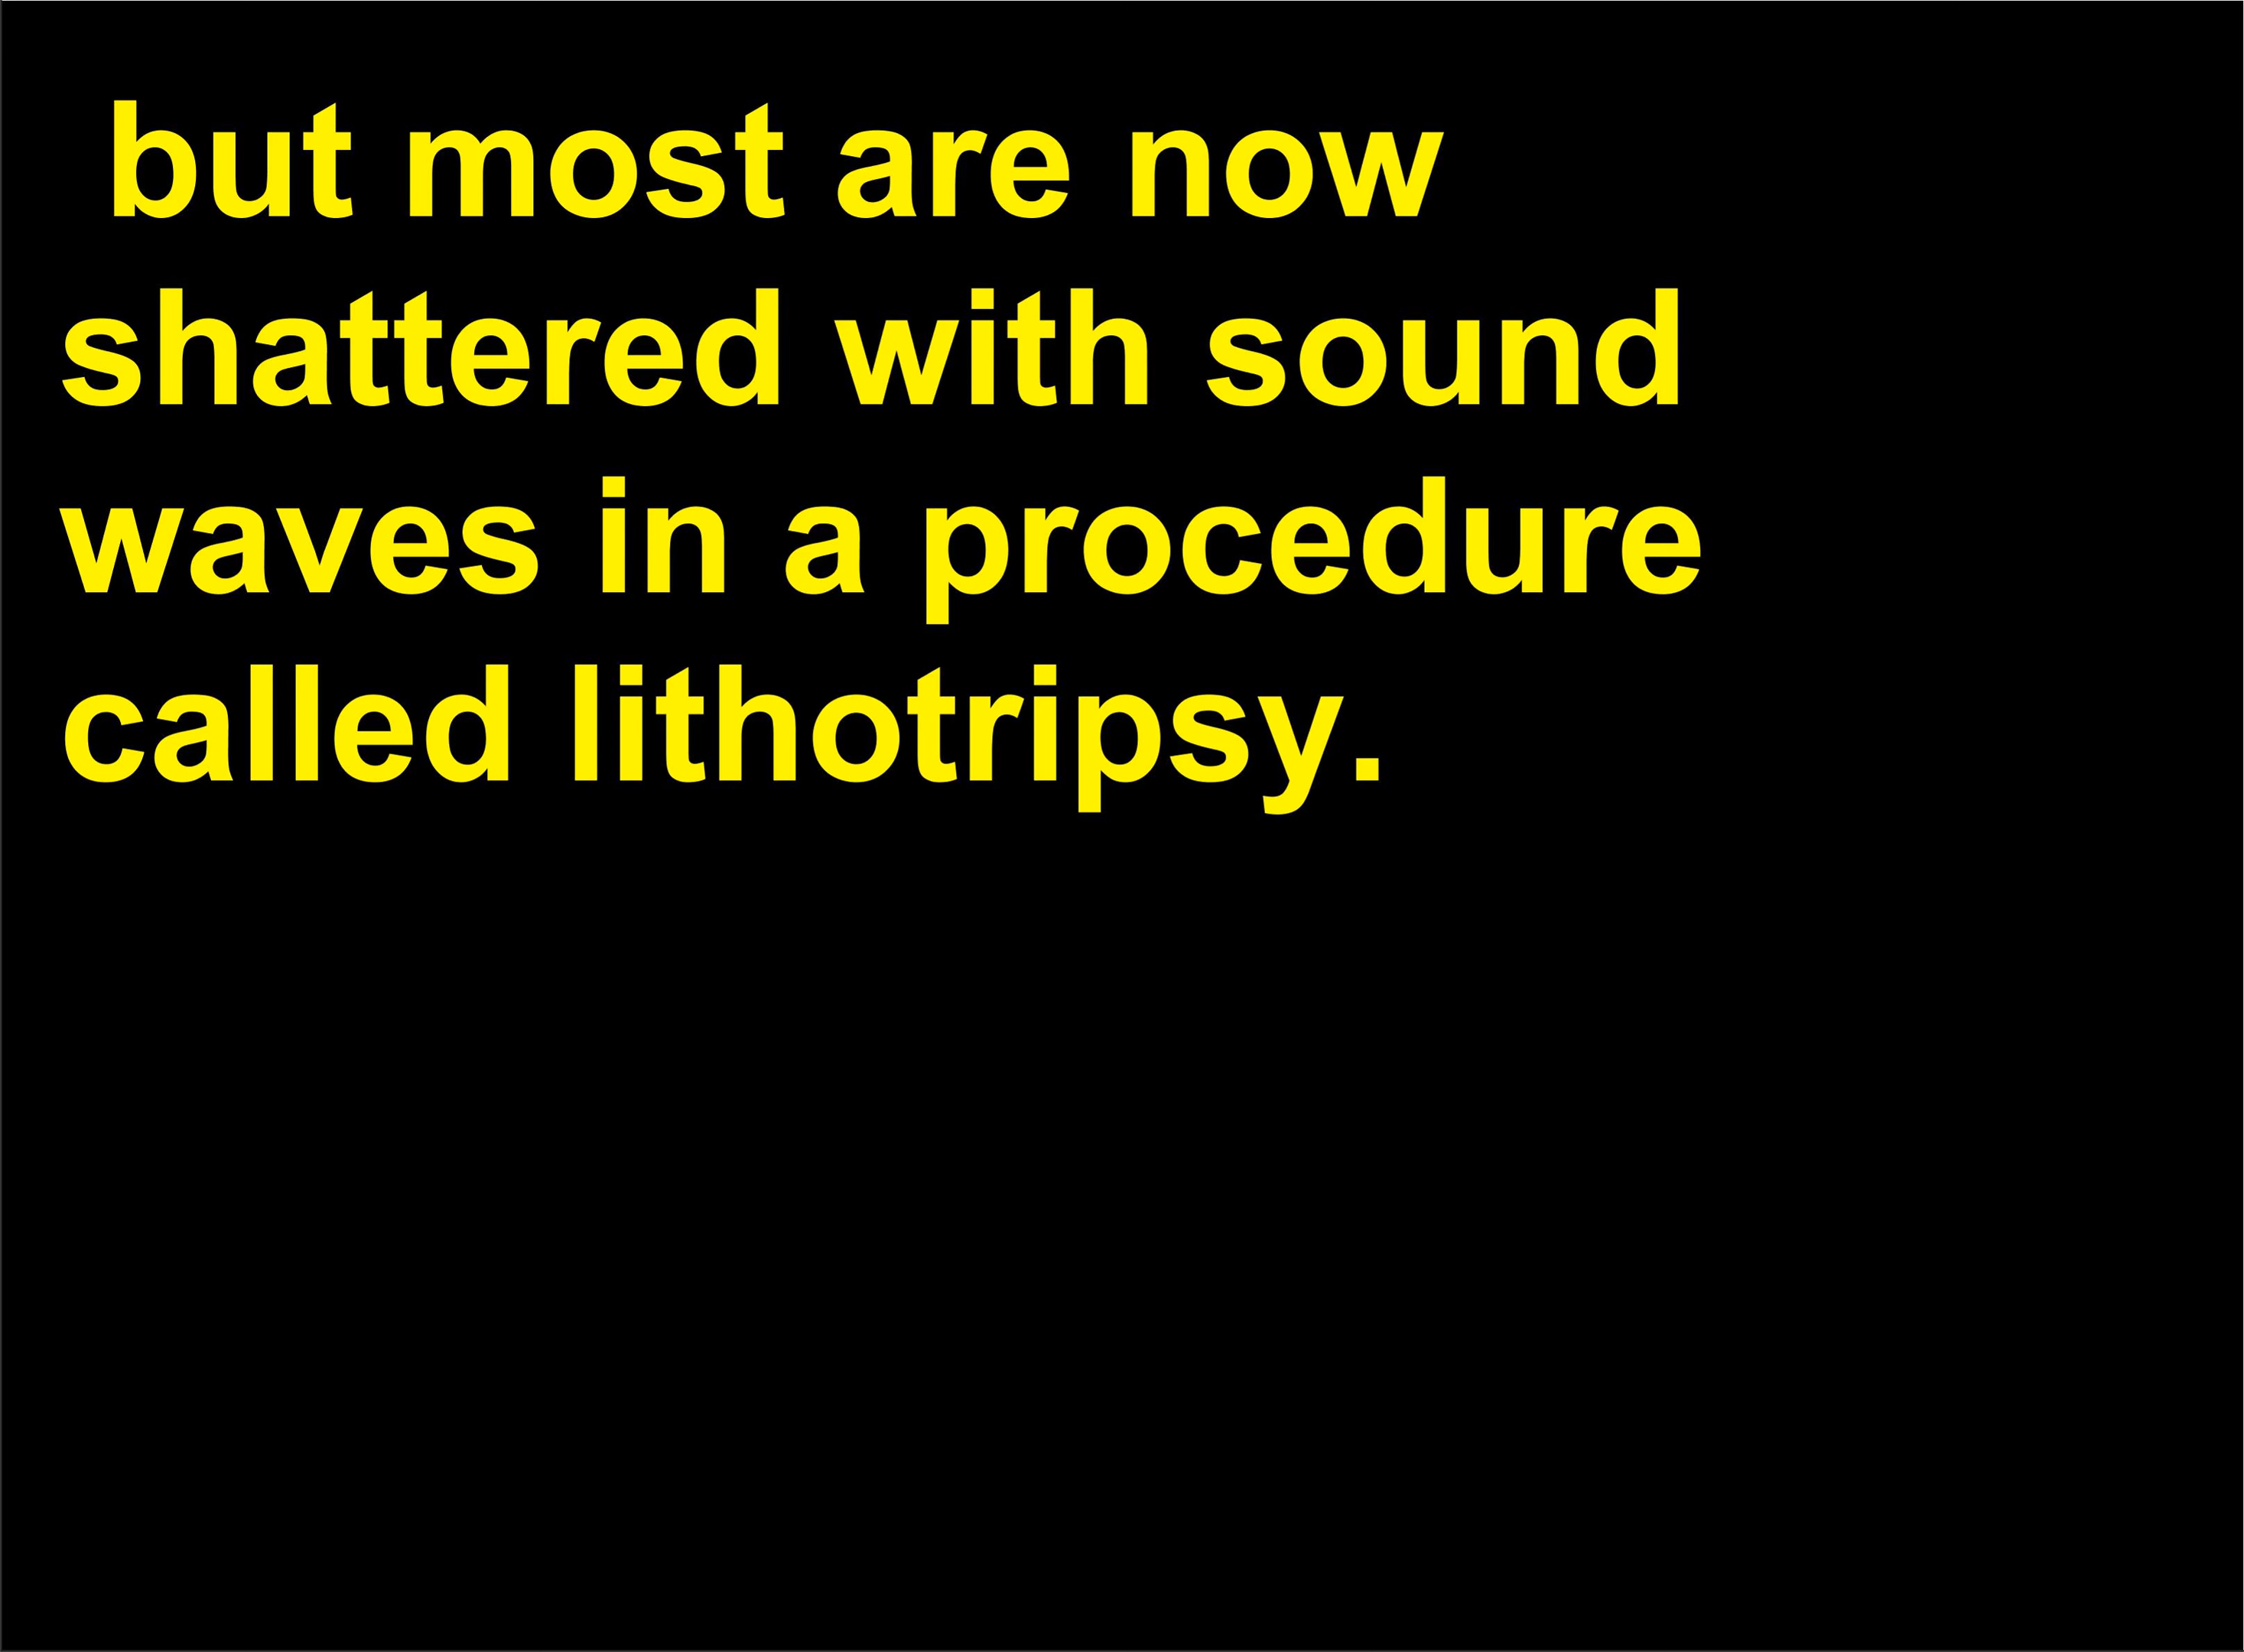 but most are now
shattered with sound
waves in a procedure
called lithotripsy.